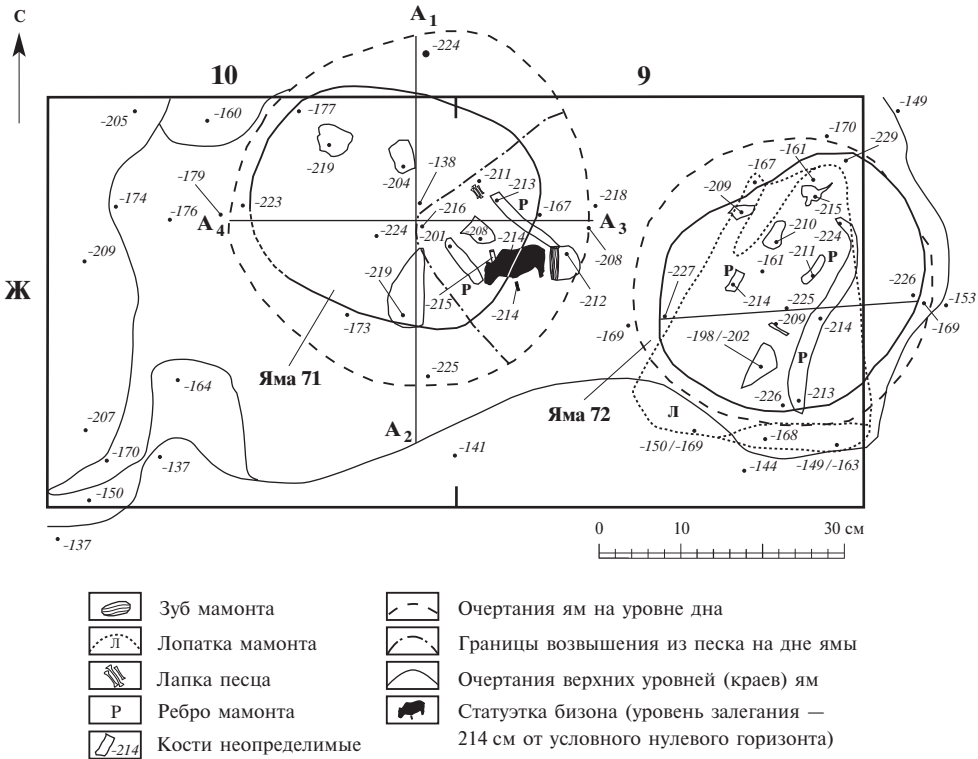 С
А₁
-224
10
9
-149
-205
-160
-177
-170
-229
-161
-138
-167
-211
-213
-219
-204
Р
-209
-179
-174
-223
-218
-215
-176
-216
-167
-210
А₄
А₃
-224
-224
-201
-208
-214
-208
-211
-209
-161
Р
Р
-219
Р
-227
-214
-226
Ж
-215
-212
-225
-153
-214
-209
-214
-169
-173
-169
-198/-202
Р
Яма 71
-225
-164
Яма 72
-226
-213
Л
-207
А₂
-168
-170
-137
-141
-150/-169
-144
-149/-163
-150
-137
0 10 30 см
Зуб мамонта
Л Лопатка мамонта
Лапка песца
Р Ребро мамонта
-214 Кости неопределимые
Очертания ям на уровне дна
Границы возвышения из песка на дне ямы
Очертания верхних уровней (краев) ям
Статуэтка бизона (уровень залегания —
214 см от условного нулевого горизонта)